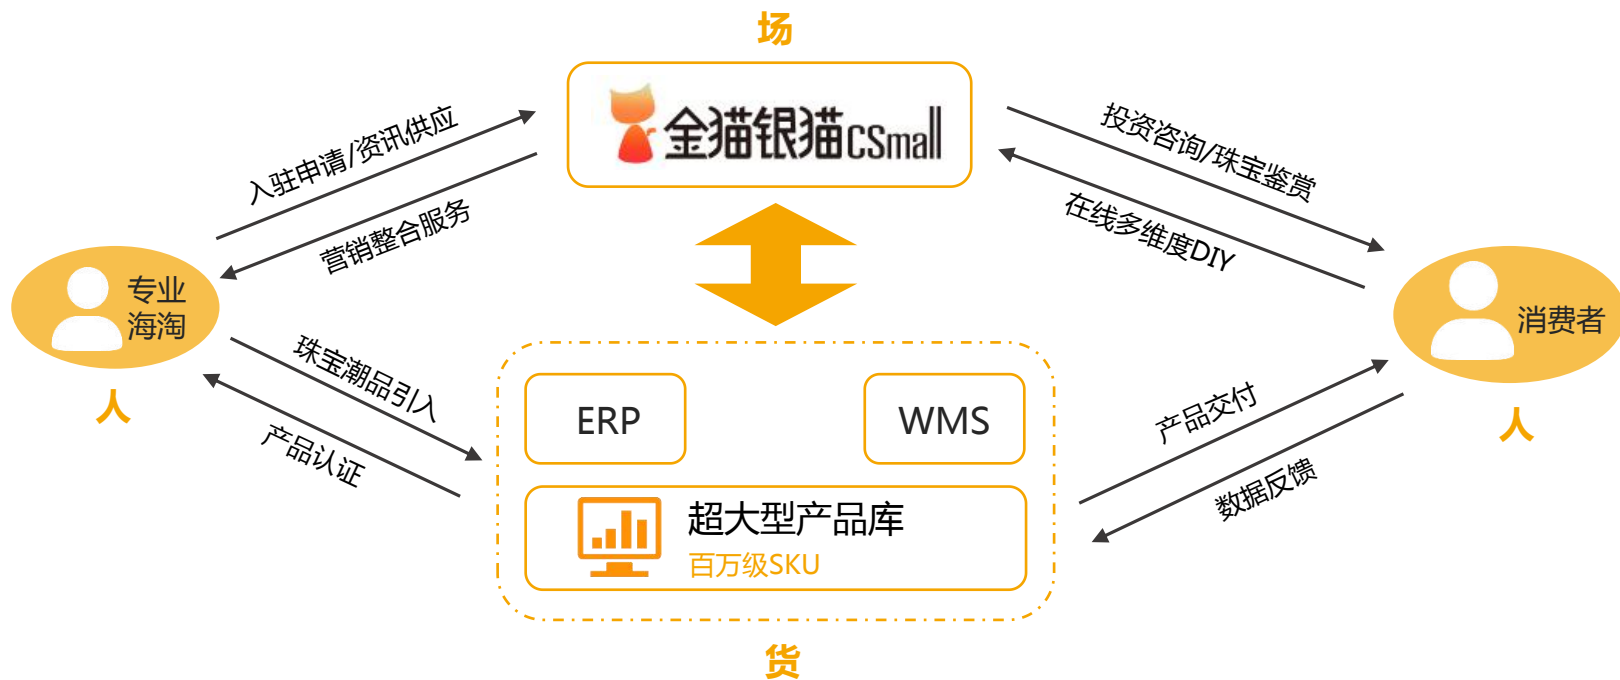 场
金猫银猫CSmall
入驻申请/资讯供应
营销整合服务
投资咨询/珠宝鉴赏
在线多维度DIY
专业
海淘
人
消费者
人
珠宝潮品引入
产品认证
ERP
WMS
超大型产品库
百万级SKU
产品交付
数据反馈
货